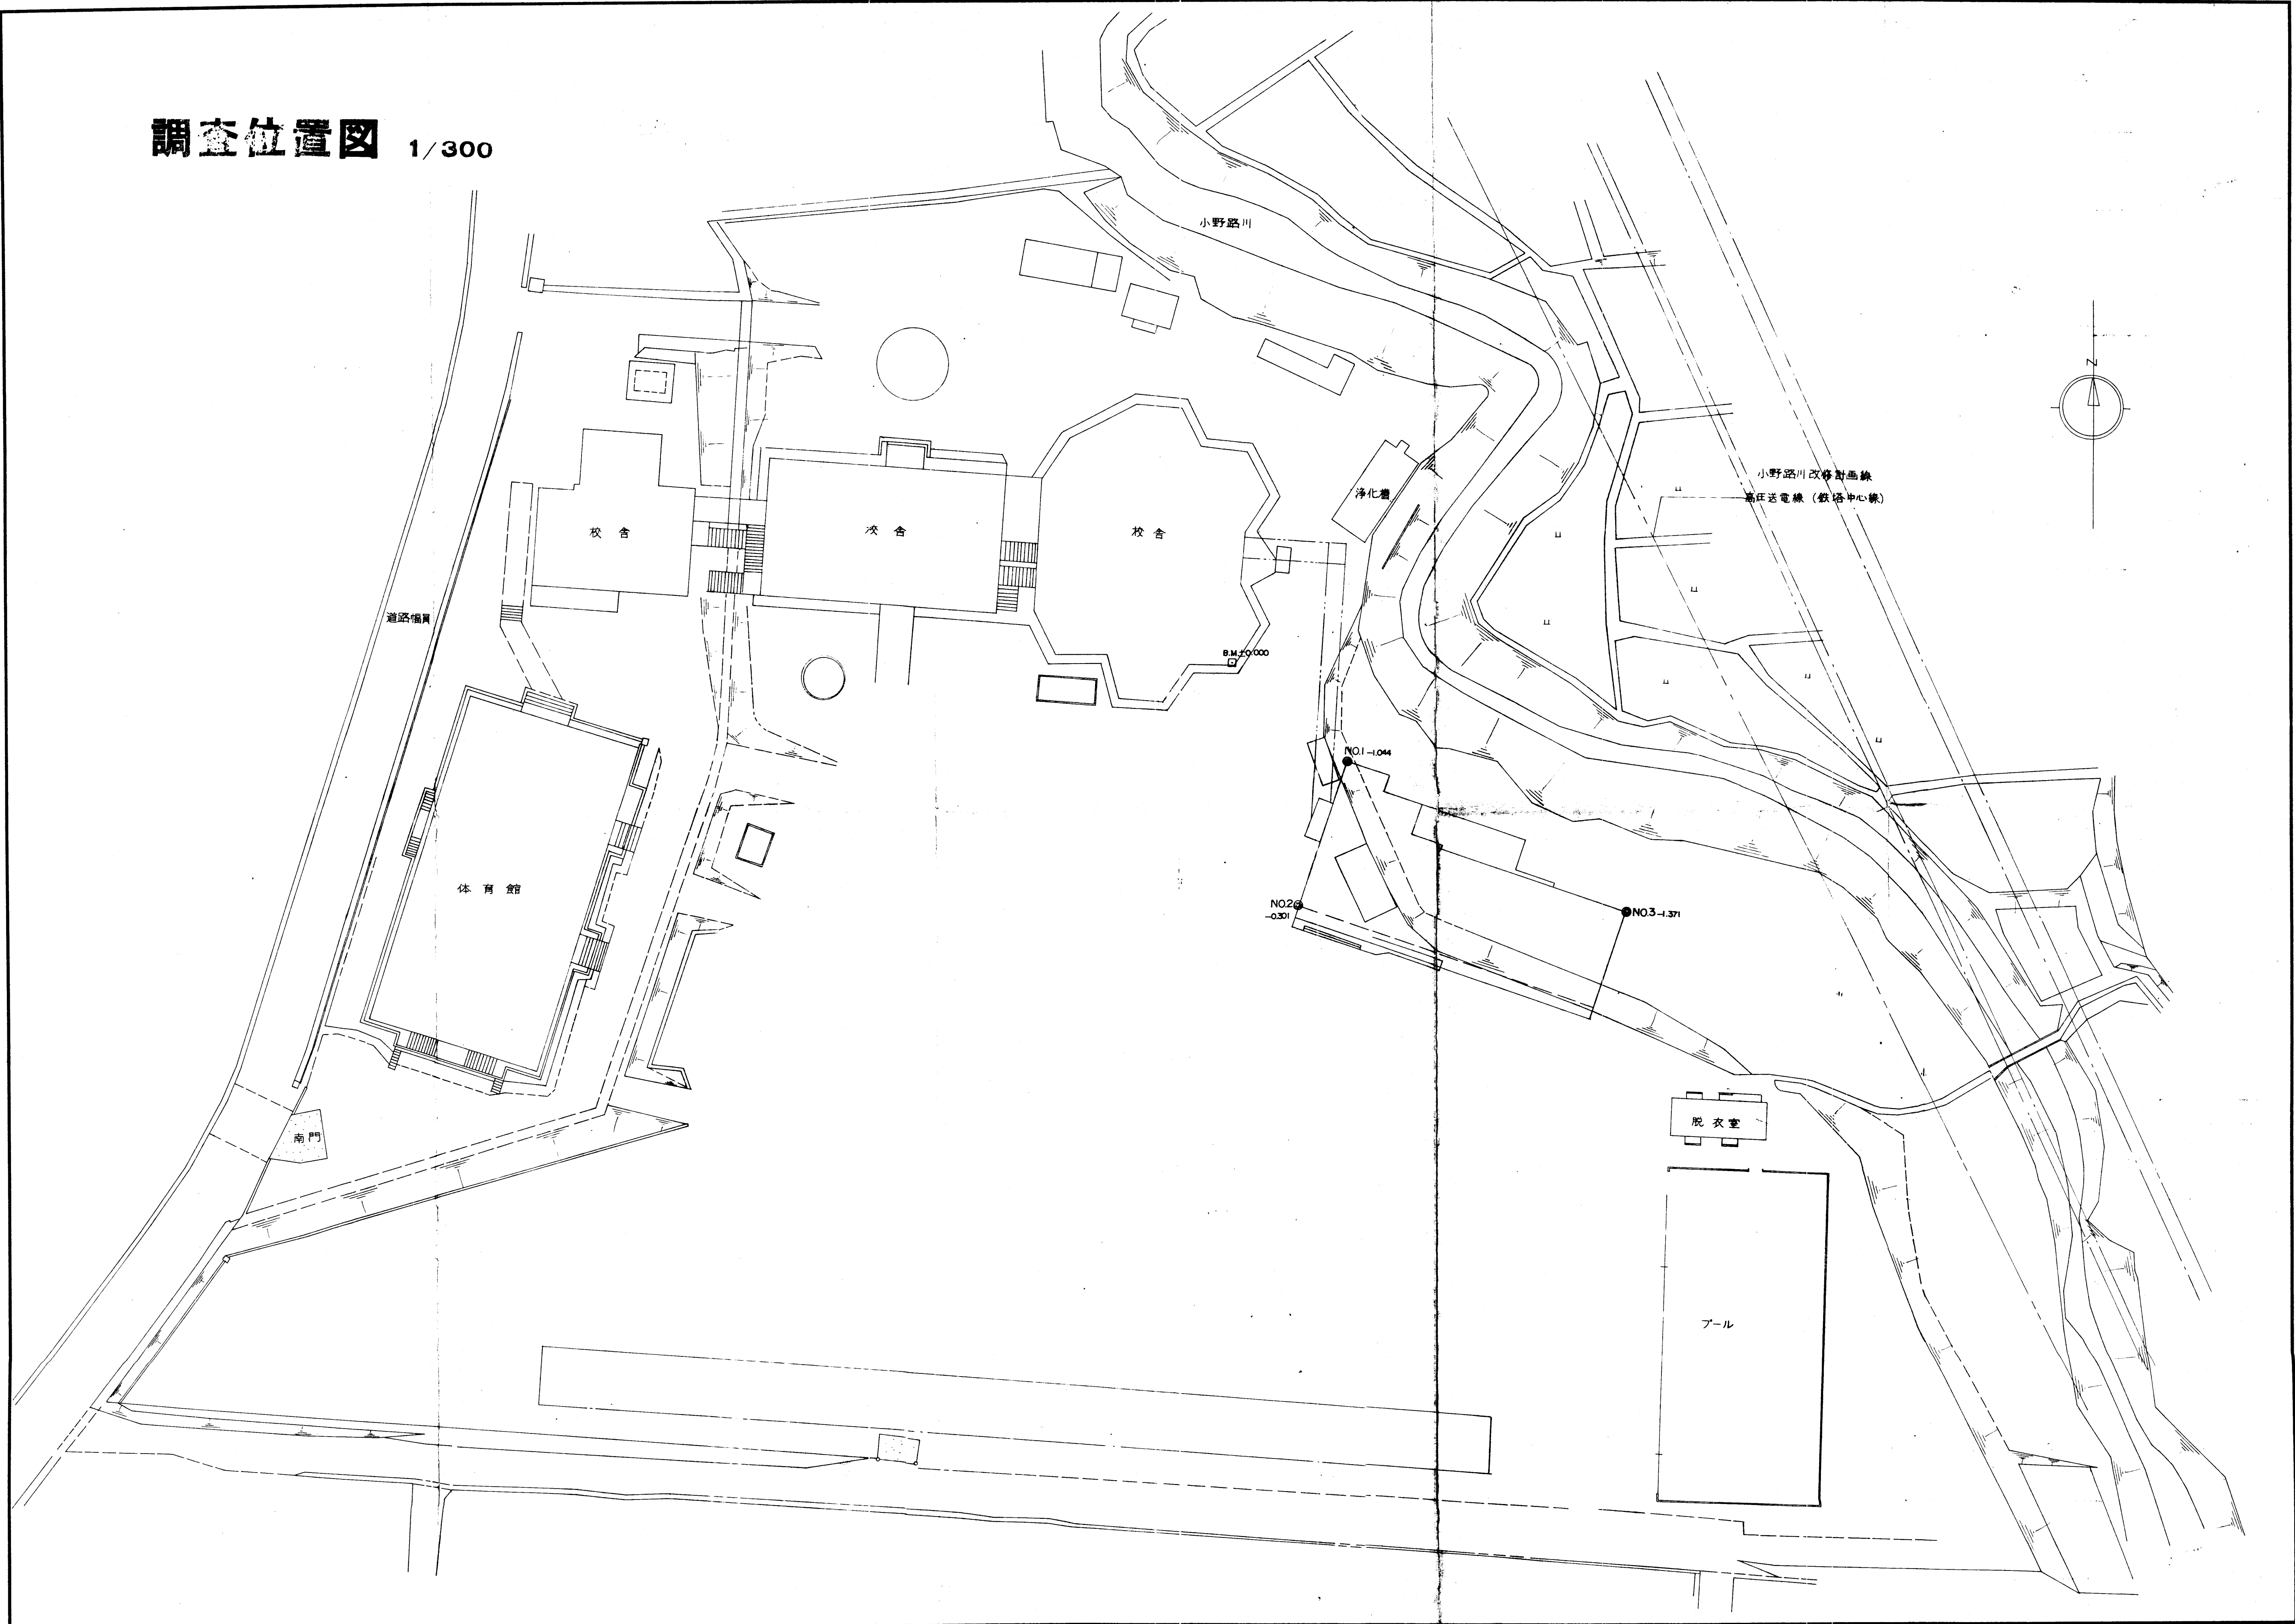 調査位置図 1/300
小野路川
N
小野路川改修計画線
高圧送電線（鉄塔中心線）
浄化槽
校舎
校舎
校舎
道路幅員
B.M.±0.000
NO.1 -1.044
体育館
NO.2
-0.301
NO.3 -1.371
脱衣室
南門
プール